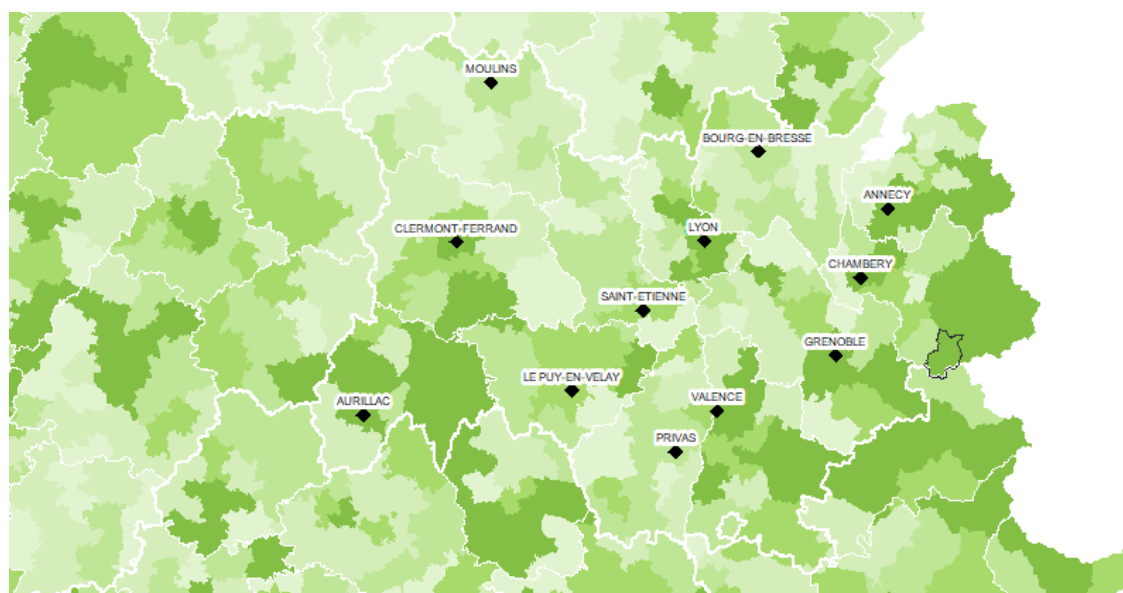 MOULINS
BOURG-EN-BRESSE
ANNECY
CLERMONT-FERRAND
LYON
CHAMBERY
SAINT-ETIENNE
GRENOBLE
LE PUY-EN-VELAY
AURILLAC
VALENCE
PRIVAS